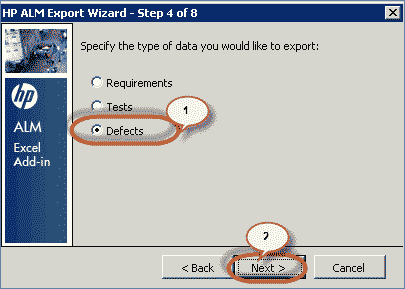 HP ALM Export Wizard - Step 4 of 8
Specify the type of data you would like to export:
Requirements
Tests
1
Defects
hp
ALM
Excel
Add-in
2
< Back
Next >
Cancel